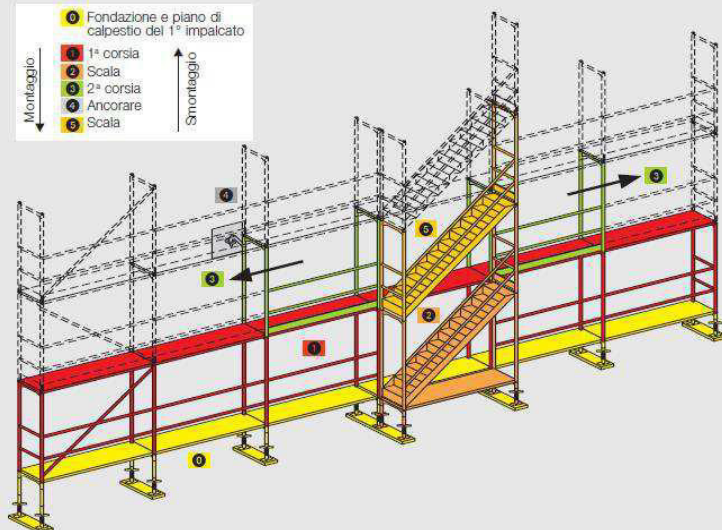 0 Fondazione e piano di
calpestio del 1° impalcato
1 1ª corsia
2 Scala
3 2ª corsia
4 Ancorare
5 Scala
Montaggio
Smontaggio
4
3
3
5
2
1
0